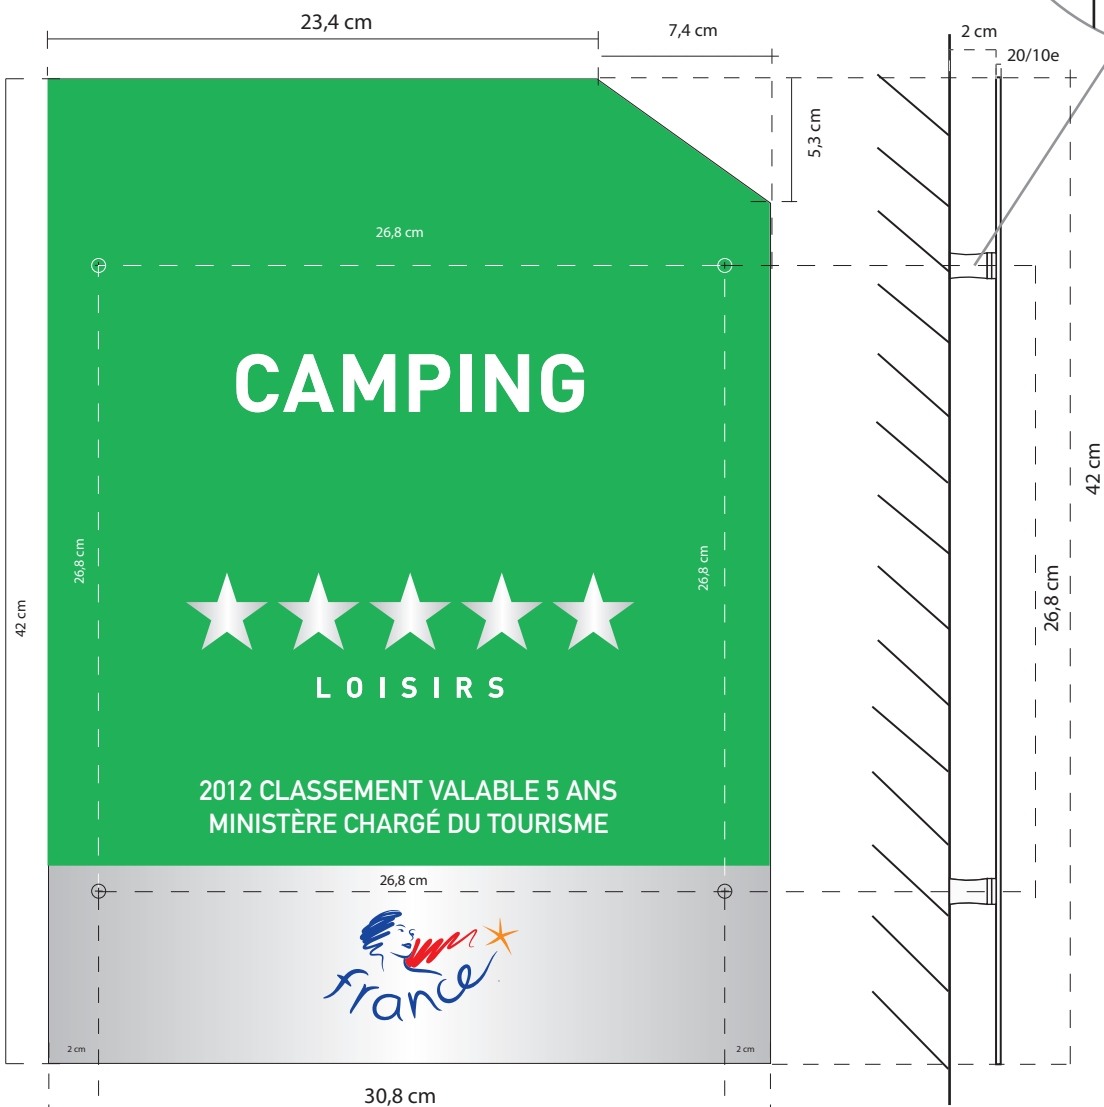 23,4 cm
7,4 cm
2 cm
20/10e
5,3 cm
26,8 cm
CAMPING
42 cm
26,8 cm
26,8 cm
26,8 cm
42 cm
LOISIRS
2012 CLASSEMENT VALABLE 5 ANS
MINISTÈRE CHARGÉ DU TOURISME
26,8 cm
france
2 cm
2 cm
30,8 cm